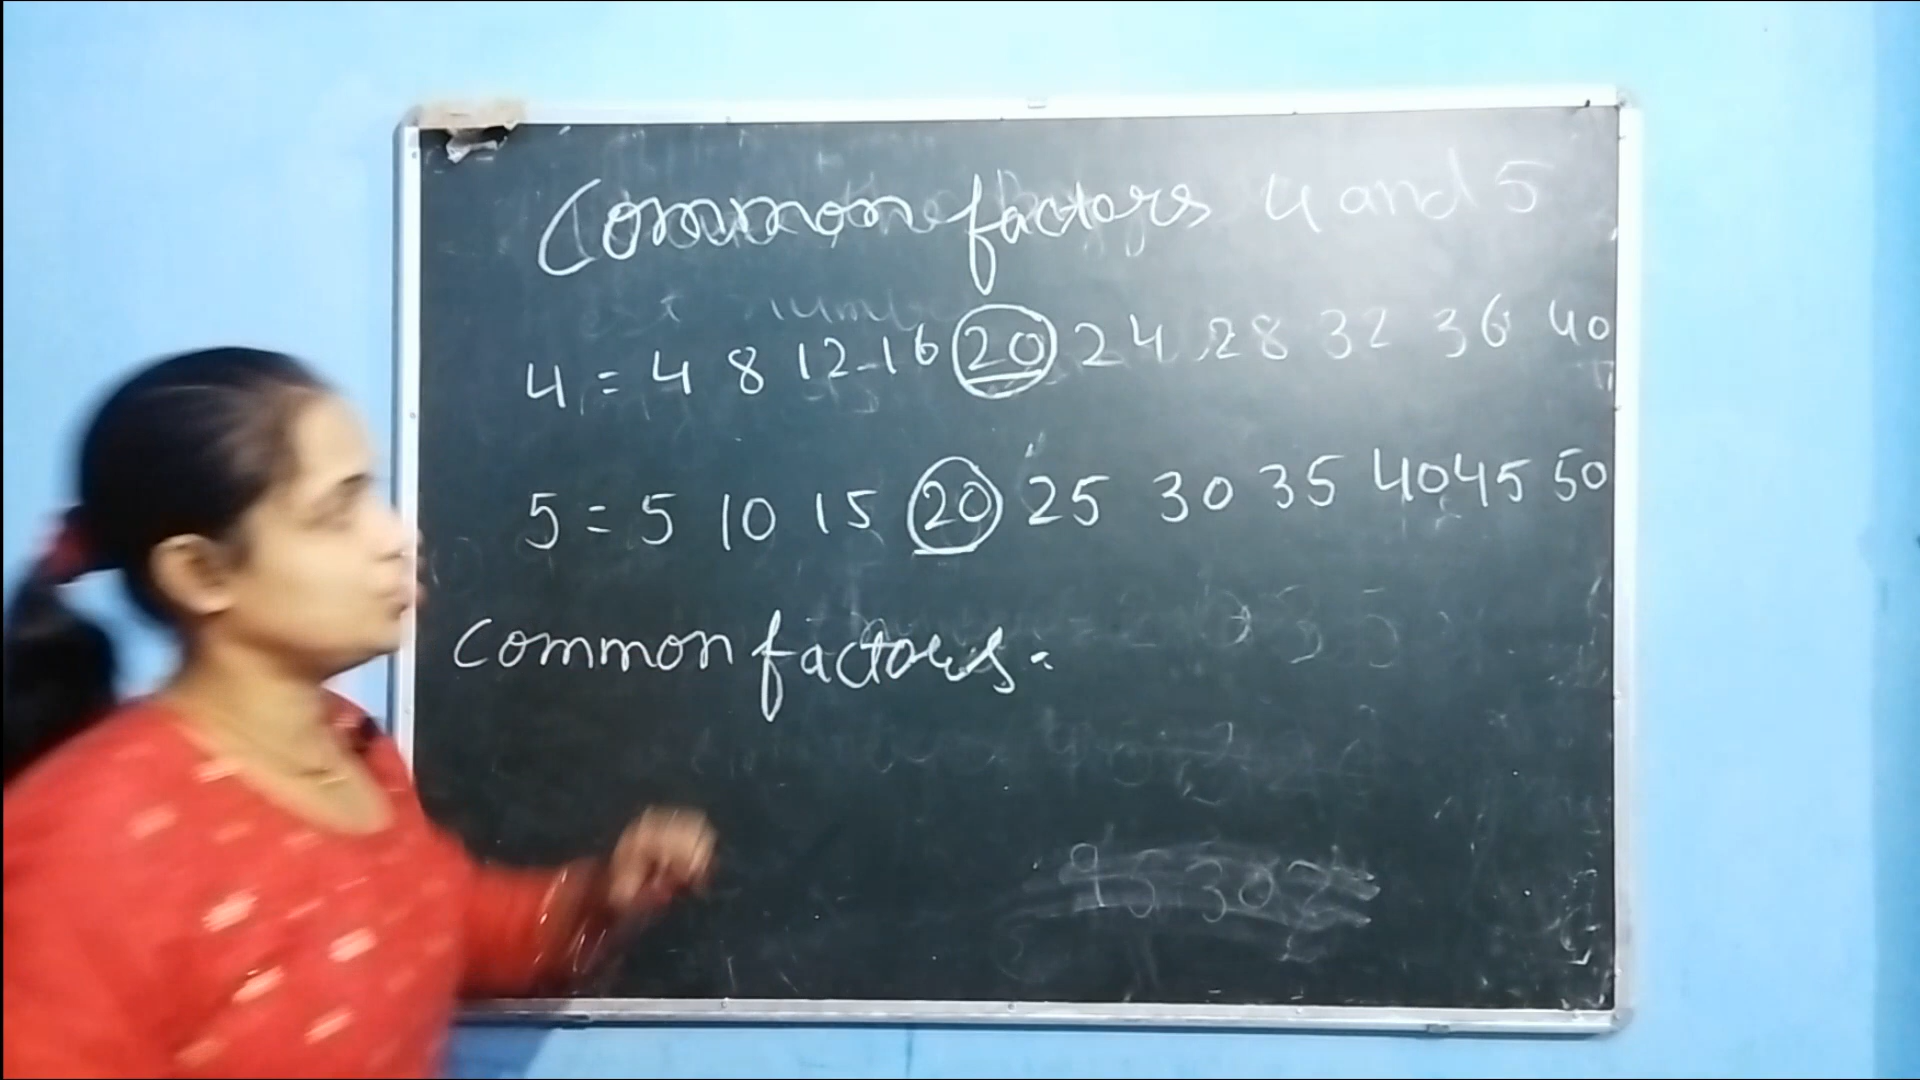 Common factors 4 and 5
4 = 4 8 12 16 20 24 28 32 36 40
5 = 5 10 15 20 25 30 35 40 45 50
common factors.
95302